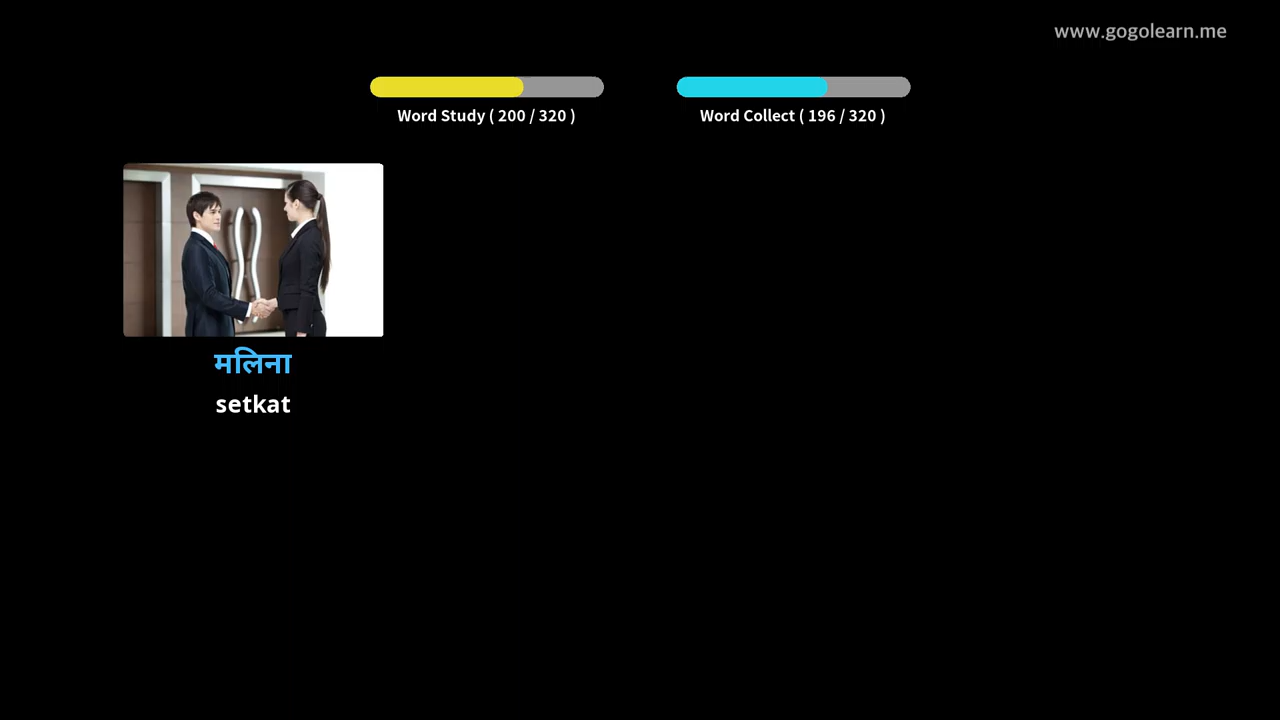 www.gogolearn.me
Word Study ( 200 / 320 )
Word Collect ( 196 / 320 )
मलिना
setkat